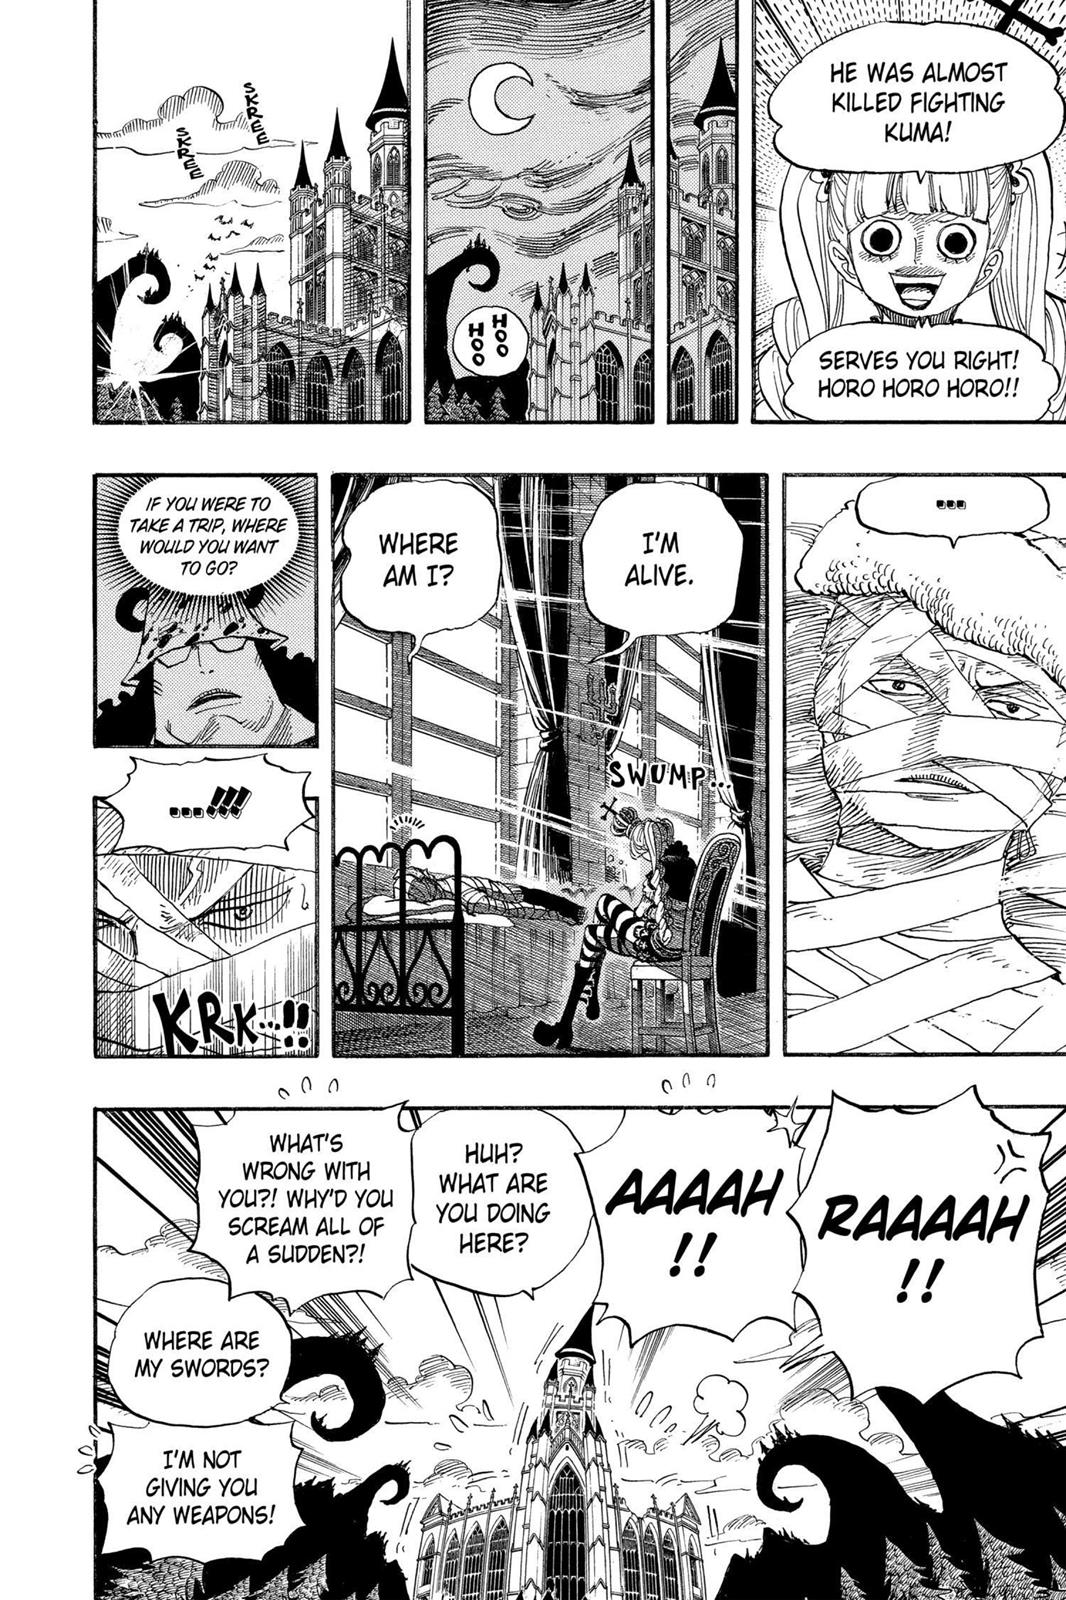 HE WAS ALMOST
KILLED FIGHTING
KUMA!
SERVES YOU RIGHT!
HORO HORO HORO!!
HOO
HOO
SKREE
SKREE
...
I'M
ALIVE.
WHERE
AM I?
SWUMP...
IF YOU WERE TO
TAKE A TRIP, WHERE
WOULD YOU WANT
TO GO?
...!!!
KRK...!!
RAAAAH
!!
AAAAH
!!
HUH?
WHAT ARE
YOU DOING
HERE?
WHAT'S
WRONG WITH
YOU?! WHY'D YOU
SCREAM ALL OF
A SUDDEN?!
WHERE ARE
MY SWORDS?
I'M NOT
GIVING YOU
ANY WEAPONS!